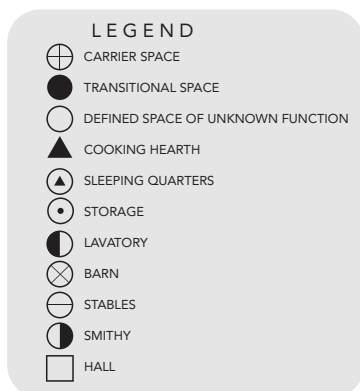 LEGEND
CARRIER SPACE
TRANSITIONAL SPACE
DEFINED SPACE OF UNKNOWN FUNCTION
COOKING HEARTH
SLEEPING QUARTERS
STORAGE
LAVATORY
BARN
STABLES
SMITHY
HALL